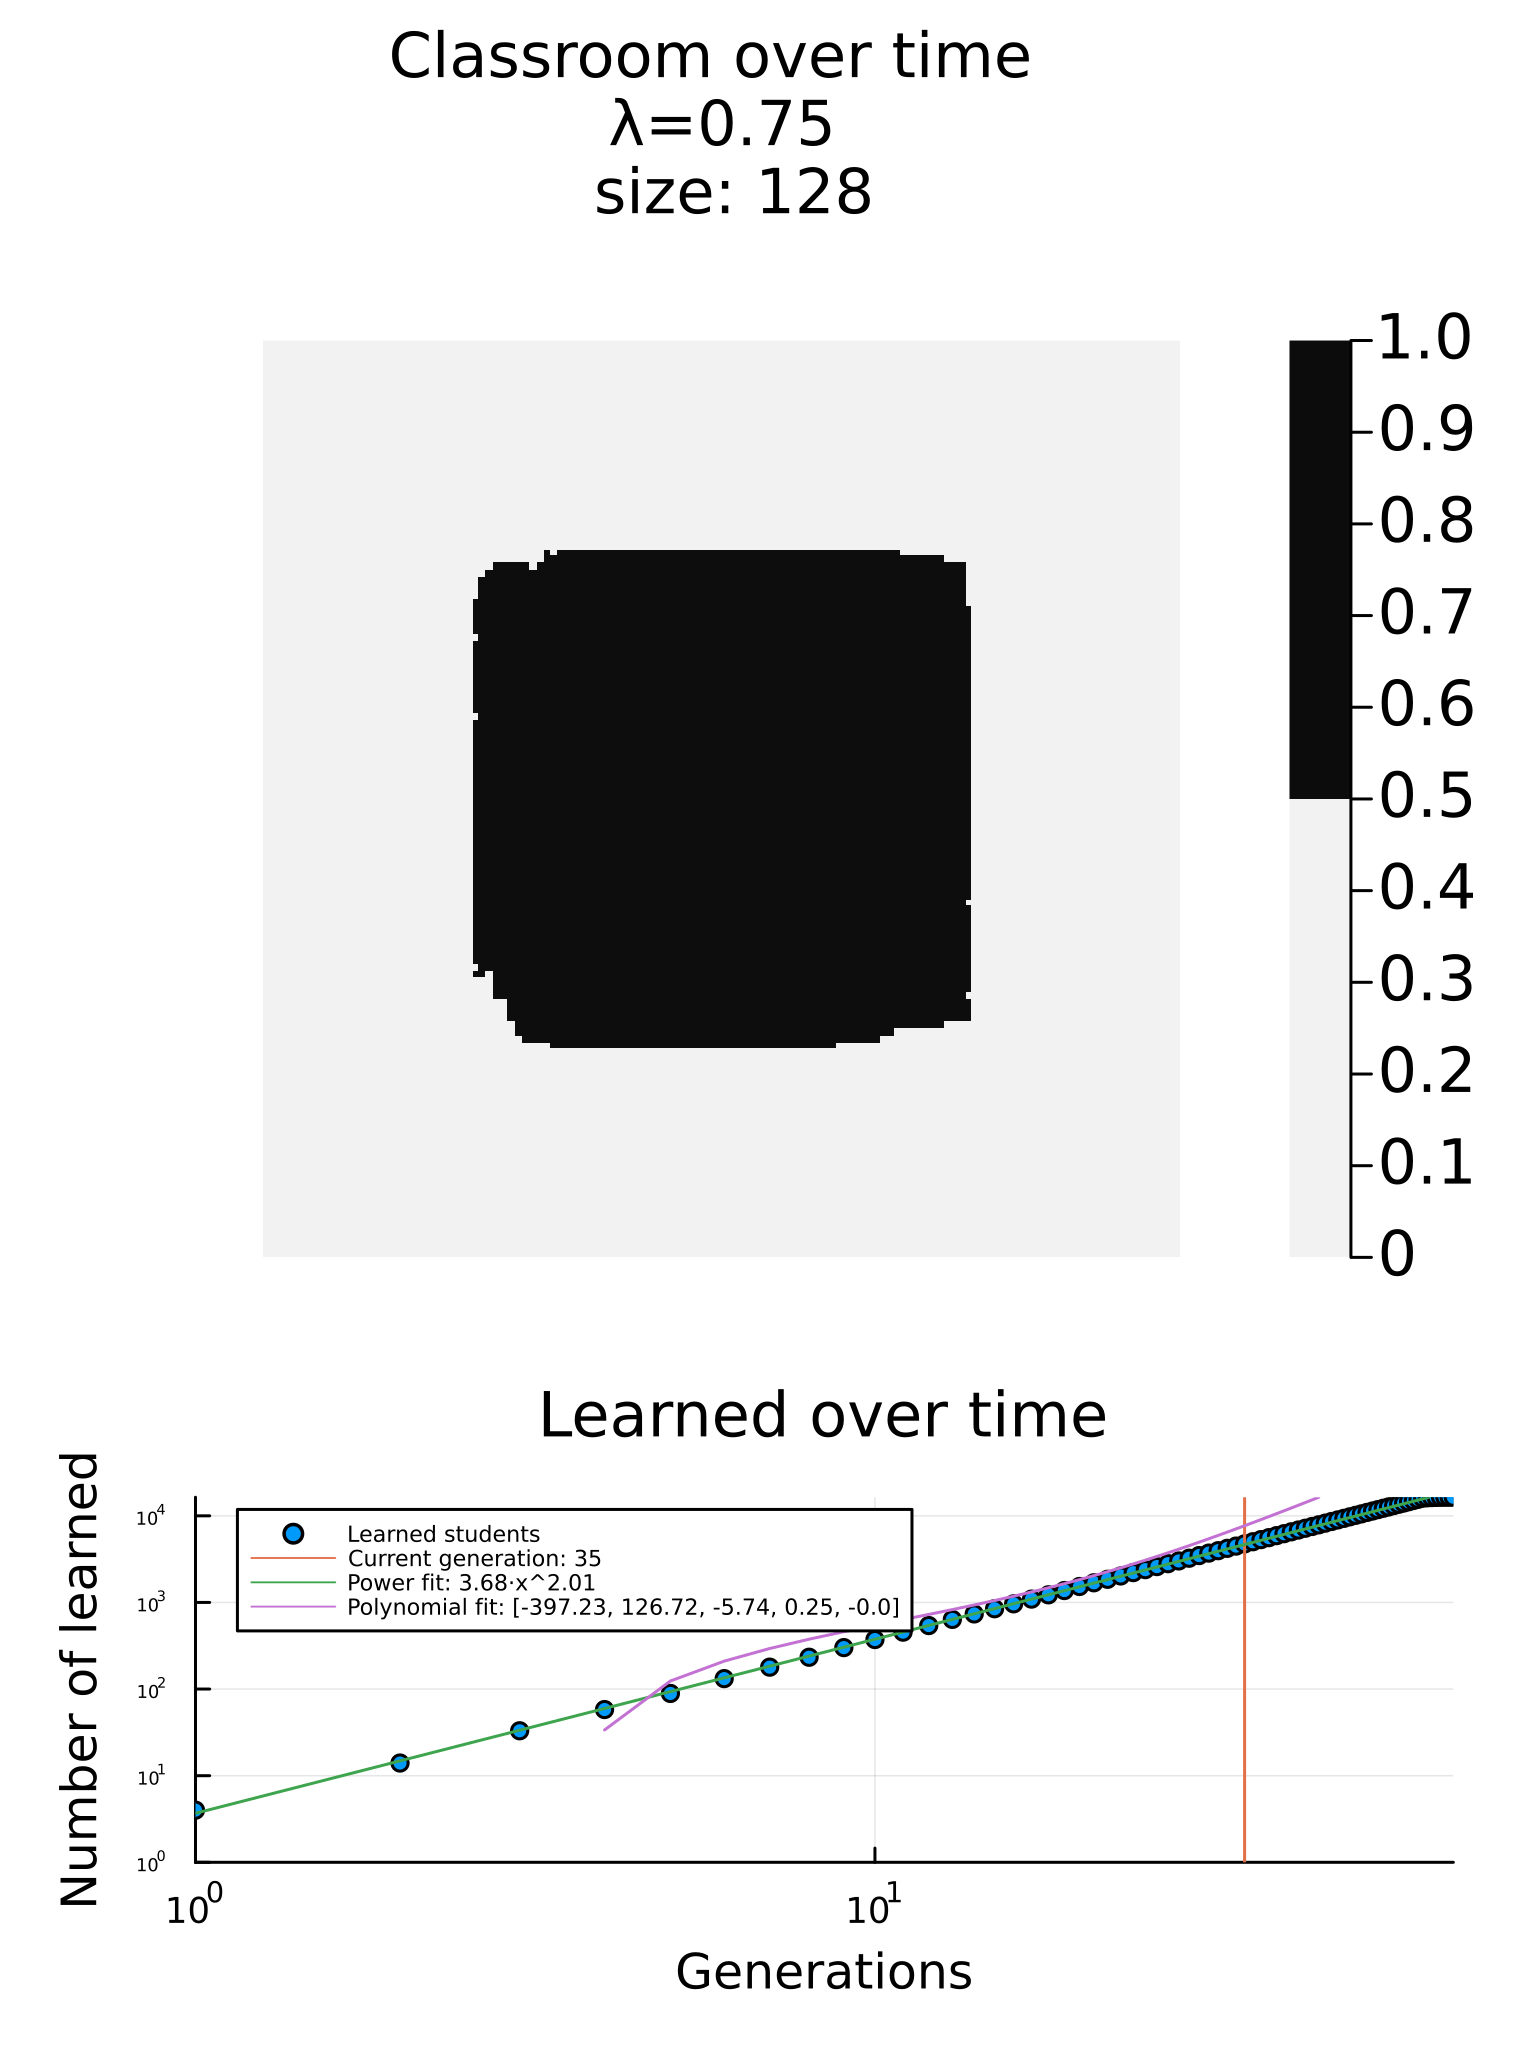 Classroom over time
λ=0.75
size: 128
1.0
0.9
0.8
0.7
0.6
0.5
0.4
0.3
0.2
0.1
0
Learned over time
Number of learned
10⁴
10³
10²
10¹
10⁰
Learned students
Current generation: 35
Power fit: 3.68·x^2.01
Polynomial fit: [-397.23, 126.72, -5.74, 0.25, -0.0]
10⁰ 10¹
Generations